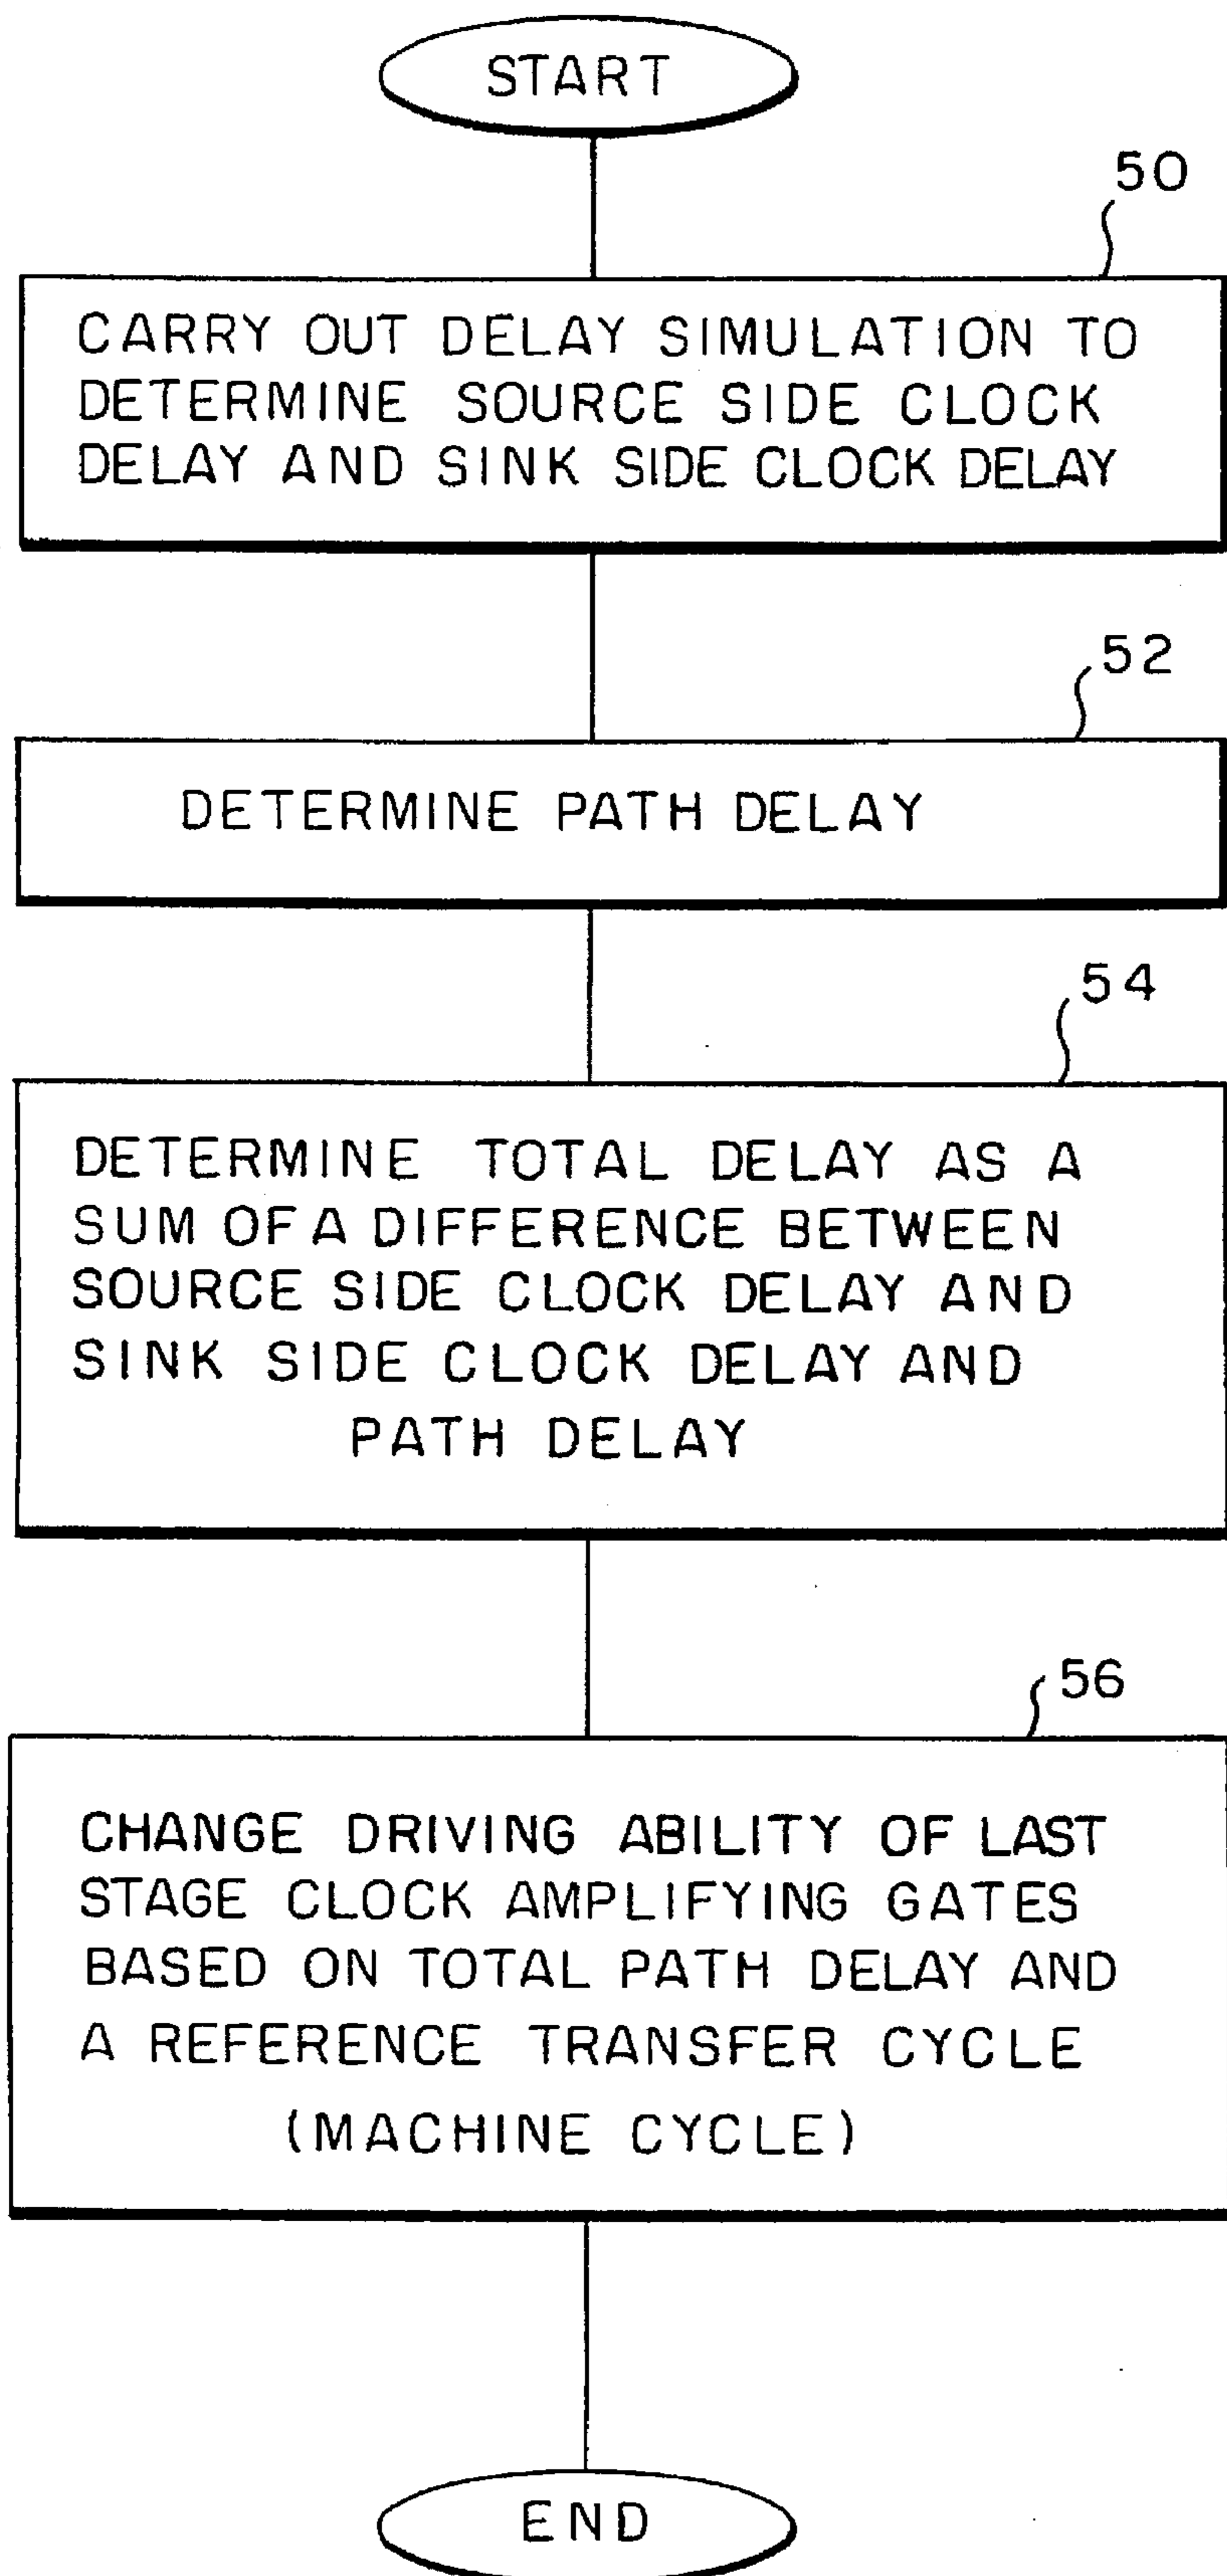 START
50
CARRY OUT DELAY SIMULATION TO
DETERMINE SOURCE SIDE CLOCK
DELAY AND SINK SIDE CLOCK DELAY
52
DETERMINE PATH DELAY
54
DETERMINE TOTAL DELAY AS A
SUM OF A DIFFERENCE BETWEEN
SOURCE SIDE CLOCK DELAY AND
SINK SIDE CLOCK DELAY AND
PATH DELAY
56
CHANGE DRIVING ABILITY OF LAST
STAGE CLOCK AMPLIFYING GATES
BASED ON TOTAL PATH DELAY AND
A REFERENCE TRANSFER CYCLE
(MACHINE CYCLE)
END